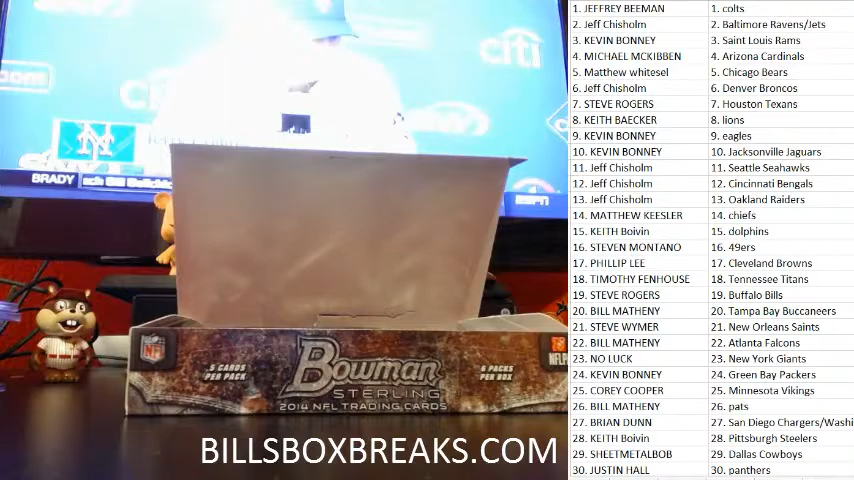 citi
.com
BRADY
ESPN
NFL
5 CARDS
PER PACK
Bowman
STERLING
2014 NFL TRADING CARDS
6 PACKS
PER BOX
NFLP
BILLSBOXBREAKS.COM
1. JEFFREY BEEMAN 1. colts
2. Jeff Chisholm 2. Baltimore Ravens/Jets
3. KEVIN BONNEY 3. Saint Louis Rams
4. MICHAEL MCKIBBEN 4. Arizona Cardinals
5. Matthew whitesel 5. Chicago Bears
6. Jeff Chisholm 6. Denver Broncos
7. STEVE ROGERS 7. Houston Texans
8. KEITH BAECKER 8. lions
9. KEVIN BONNEY 9. eagles
10. KEVIN BONNEY 10. Jacksonville Jaguars
11. Jeff Chisholm 11. Seattle Seahawks
12. Jeff Chisholm 12. Cincinnati Bengals
13. Jeff Chisholm 13. Oakland Raiders
14. MATTHEW KEESLER 14. chiefs
15. KEITH Boivin 15. dolphins
16. STEVEN MONTANO 16. 49ers
17. PHILLIP LEE 17. Cleveland Browns
18. TIMOTHY FENHOUSE 18. Tennessee Titans
19. STEVE ROGERS 19. Buffalo Bills
20. BILL MATHENY 20. Tampa Bay Buccaneers
21. STEVE WYMER 21. New Orleans Saints
22. BILL MATHENY 22. Atlanta Falcons
23. NO LUCK 23. New York Giants
24. KEVIN BONNEY 24. Green Bay Packers
25. COREY COOPER 25. Minnesota Vikings
26. BILL MATHENY 26. pats
27. BRIAN DUNN 27. San Diego Chargers/Washi
28. KEITH Boivin 28. Pittsburgh Steelers
29. SHEETMETALBOB 29. Dallas Cowboys
30. JUSTIN HALL 30. panthers